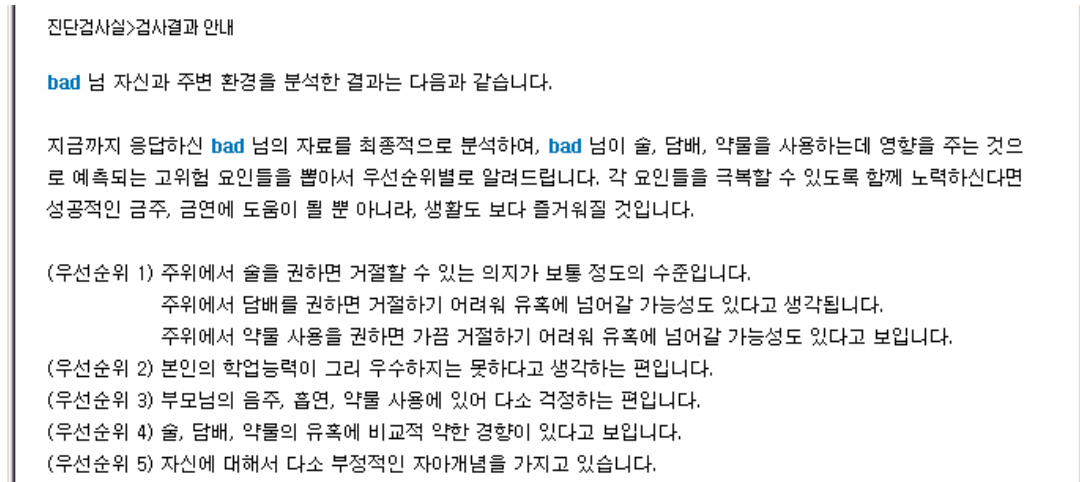 진단검사실>검사결과 안내
bad 님 자신과 주변 환경을 분석한 결과는 다음과 같습니다.
지금까지 응답하신 bad 님의 자료를 최종적으로 분석하여, bad 님이 술, 담배, 약물을 사용하는데 영향을 주는 것으
로 예측되는 고위험 요인들을 뽑아서 우선순위별로 알려드립니다. 각 요인들을 극복할 수 있도록 함께 노력하신다면
성공적인 금주, 금연에 도움이 될 뿐 아니라, 생활도 보다 즐거워질 것입니다.
(우선순위 1) 주위에서 술을 권하면 거절할 수 있는 의지가 보통 정도의 수준입니다.
주위에서 담배를 권하면 거절하기 어려워 유혹에 넘어갈 가능성도 있다고 생각됩니다.
주위에서 약물 사용을 권하면 가끔 거절하기 어려워 유혹에 넘어갈 가능성도 있다고 보입니다.
(우선순위 2) 본인의 학업능력이 그리 우수하지는 못하다고 생각하는 편입니다.
(우선순위 3) 부모님의 음주, 흡연, 약물 사용에 있어 다소 걱정하는 편입니다.
(우선순위 4) 술, 담배, 약물의 유혹에 비교적 약한 경향이 있다고 보입니다.
(우선순위 5) 자신에 대해서 다소 부정적인 자아개념을 가지고 있습니다.